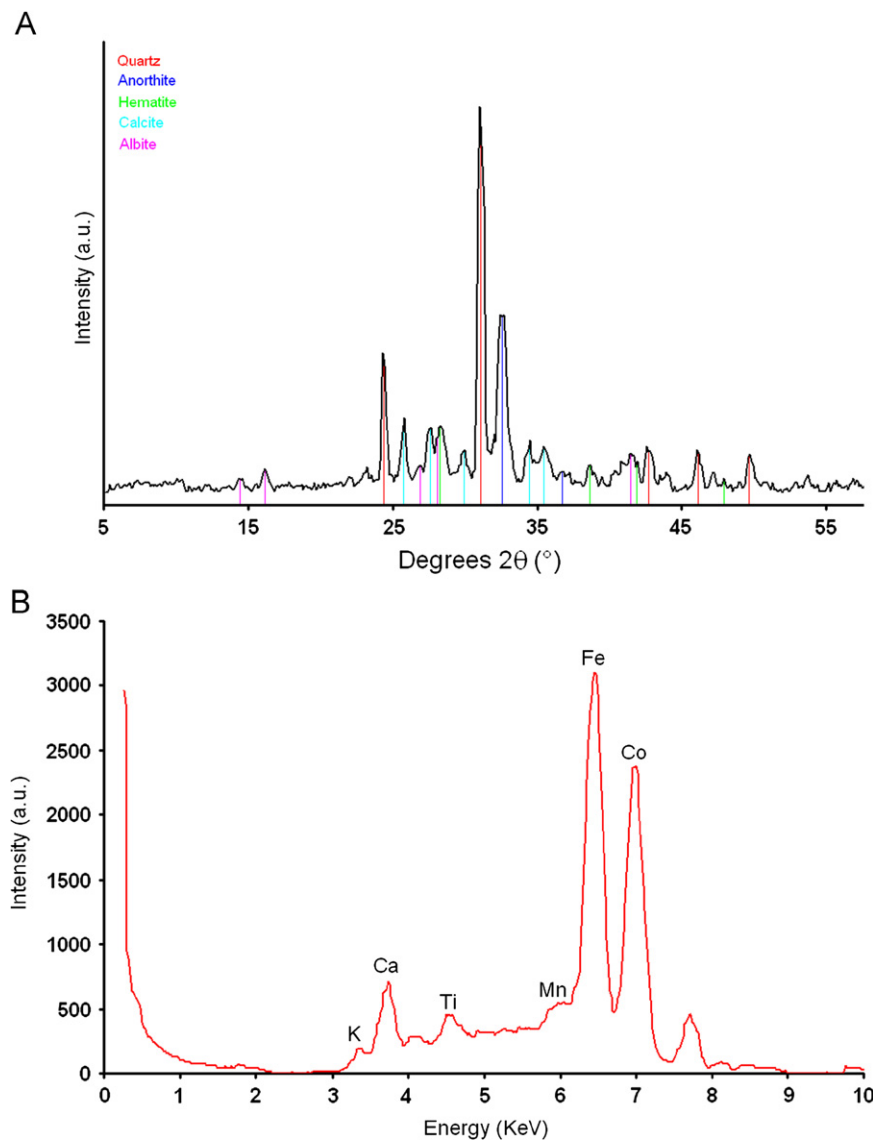 A
Quartz
Anorthite
Hematite
Calcite
Albite
Intensity (a.u.)
5 15 25 35 45 55
Degrees 2θ (°)
B
3500
3000
2500
2000
1500
1000
500
0
Intensity (a.u.)
K
Ca
Ti
Mn
Fe
Co
0 1 2 3 4 5 6 7 8 9 10
Energy (KeV)